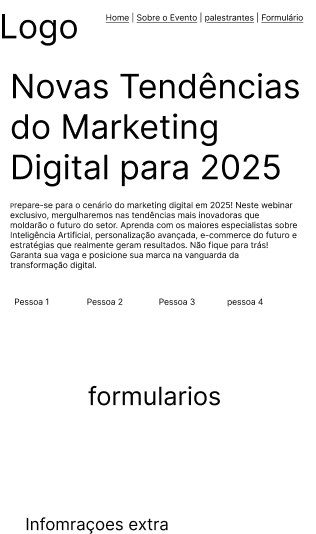 Logo
Home | Sobre o Evento | palestrantes | Formulário
Novas Tendências
do Marketing
Digital para 2025
Prepare-se para o cenário do marketing digital em 2025! Neste webinar
exclusivo, mergulharemos nas tendências mais inovadoras que
moldarão o futuro do setor. Aprenda com os maiores especialistas sobre
Inteligência Artificial, personalização avançada, e-commerce do futuro e
estratégias que realmente geram resultados. Não fique para trás!
Garanta sua vaga e posicione sua marca na vanguarda da
transformação digital.
Pessoa 1 Pessoa 2 Pessoa 3 pessoa 4
formularios
Infomraçoes extra